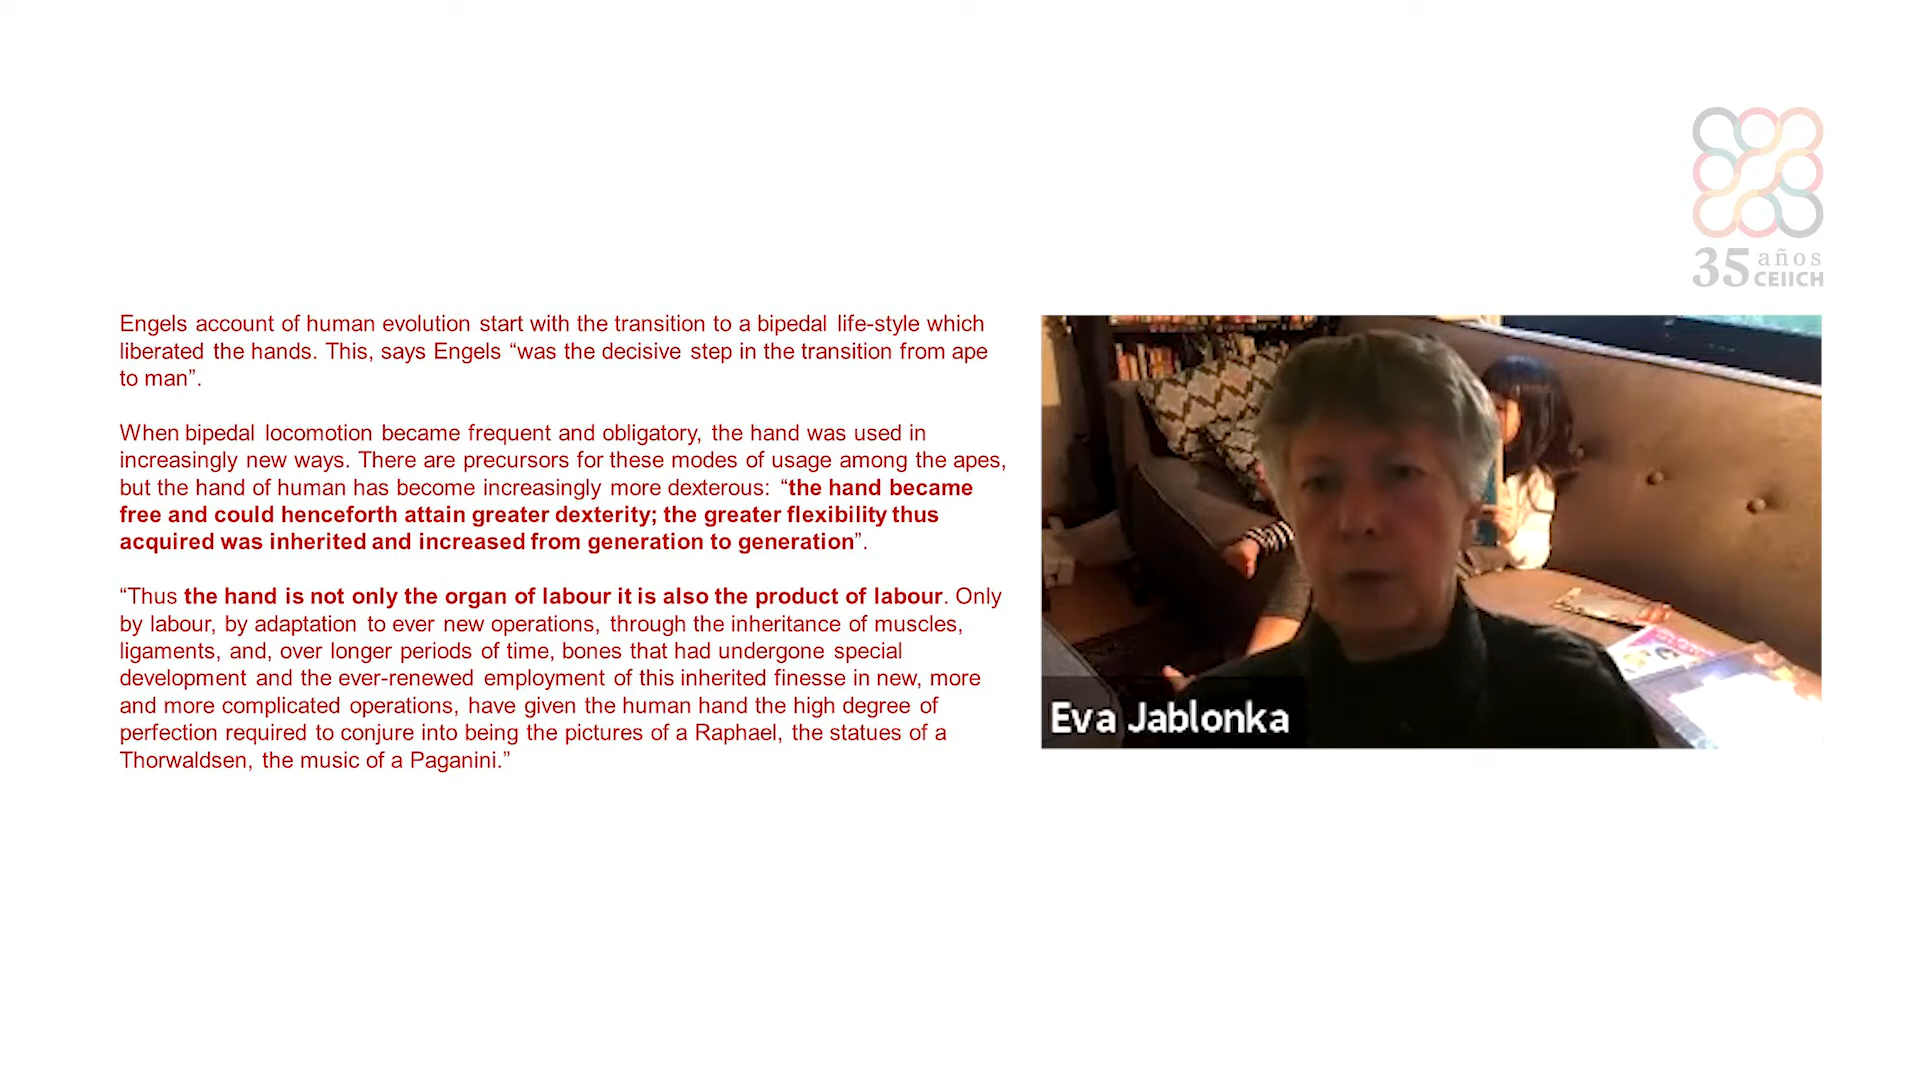 35 años
CEIICH
Engels account of human evolution start with the transition to a bipedal life-style which
liberated the hands. This, says Engels “was the decisive step in the transition from ape
to man”.
When bipedal locomotion became frequent and obligatory, the hand was used in
increasingly new ways. There are precursors for these modes of usage among the apes,
but the hand of human has become increasingly more dexterous: “the hand became
free and could henceforth attain greater dexterity; the greater flexibility thus
acquired was inherited and increased from generation to generation”.
“Thus the hand is not only the organ of labour it is also the product of labour. Only
by labour, by adaptation to ever new operations, through the inheritance of muscles,
ligaments, and, over longer periods of time, bones that had undergone special
development and the ever-renewed employment of this inherited finesse in new, more
and more complicated operations, have given the human hand the high degree of
perfection required to conjure into being the pictures of a Raphael, the statues of a
Thorwaldsen, the music of a Paganini.”
Eva Jablonka